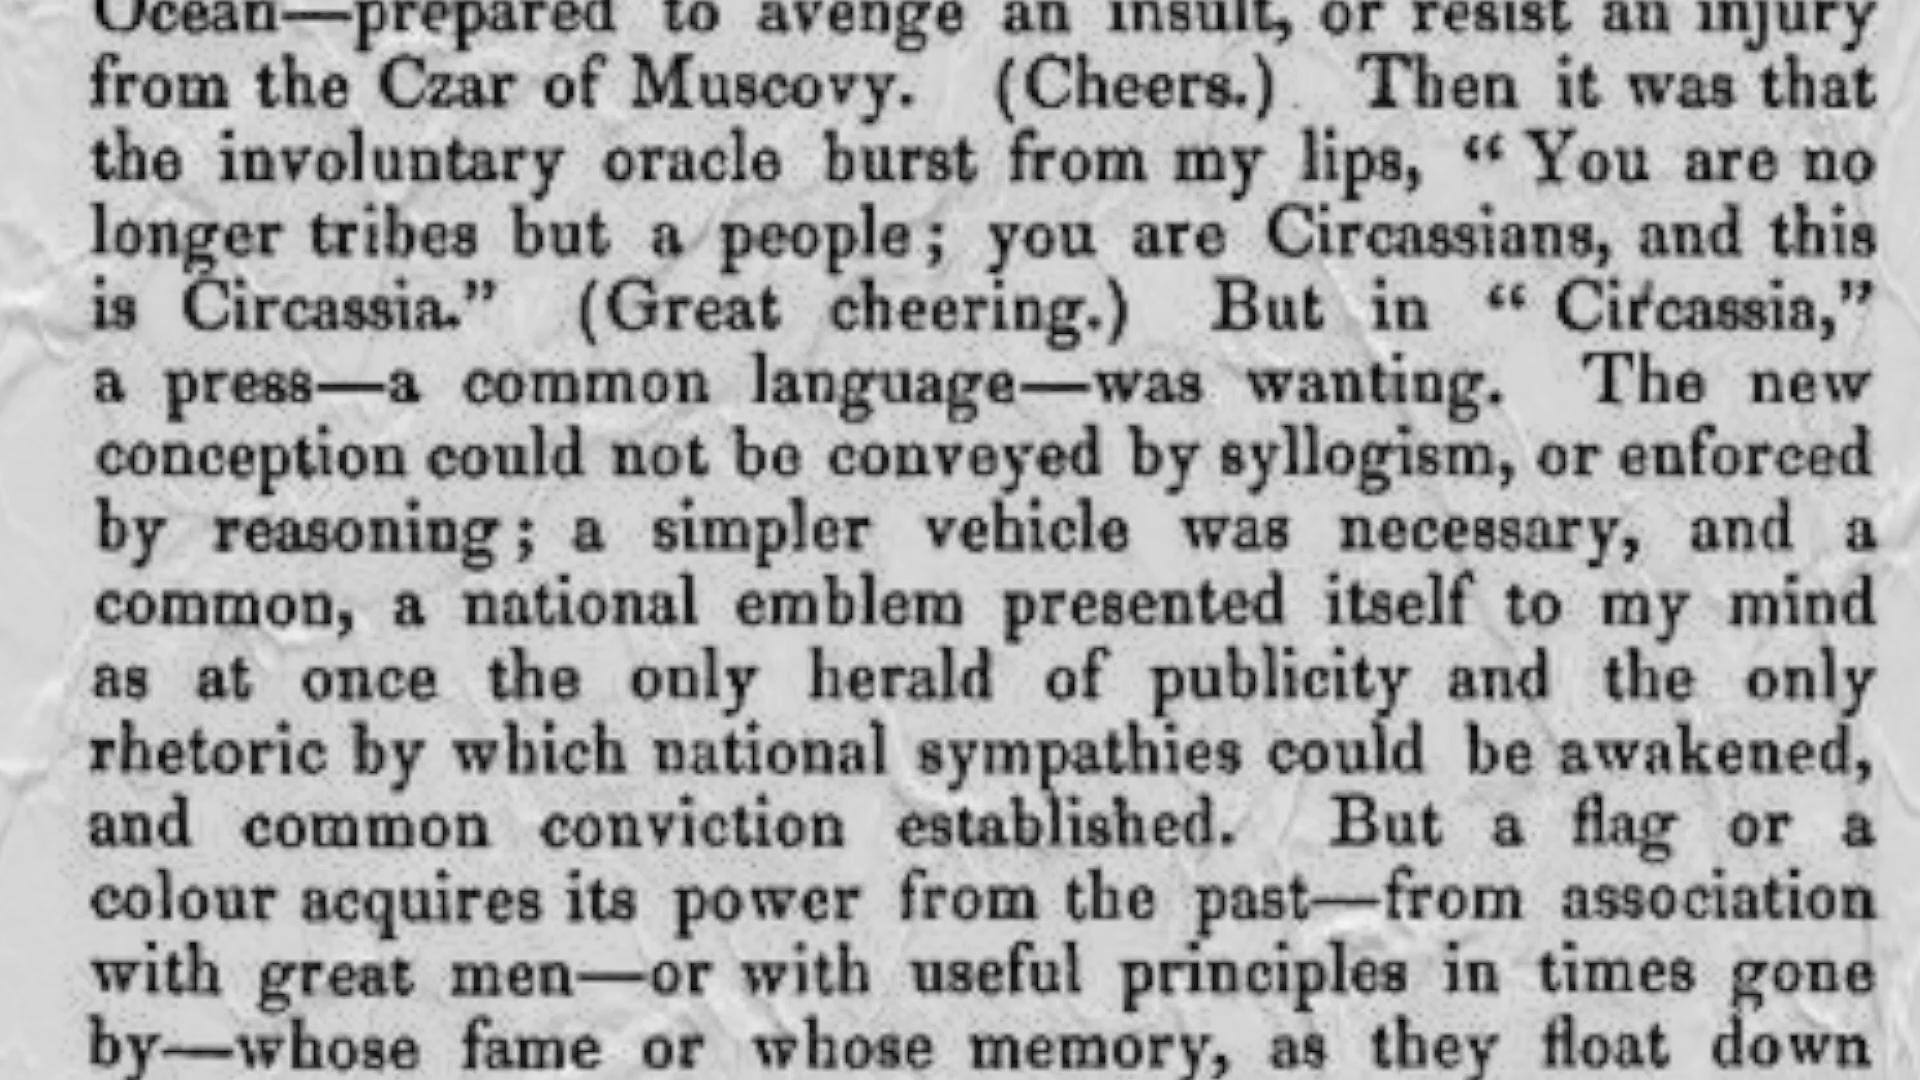 Ocean—prepared to avenge an insult, or resist an injury
from the Czar of Muscovy. (Cheers.) Then it was that
the involuntary oracle burst from my lips, “You are no
longer tribes but a people; you are Circassians, and this
is Circassia.” (Great cheering.) But in “Circassia,”
a press—a common language—was wanting. The new
conception could not be conveyed by syllogism, or enforced
by reasoning; a simpler vehicle was necessary, and a
common, a national emblem presented itself to my mind
as at once the only herald of publicity and the only
rhetoric by which national sympathies could be awakened,
and common conviction established. But a flag or a
colour acquires its power from the past—from association
with great men—or with useful principles in times gone
by—whose fame or whose memory, as they float down